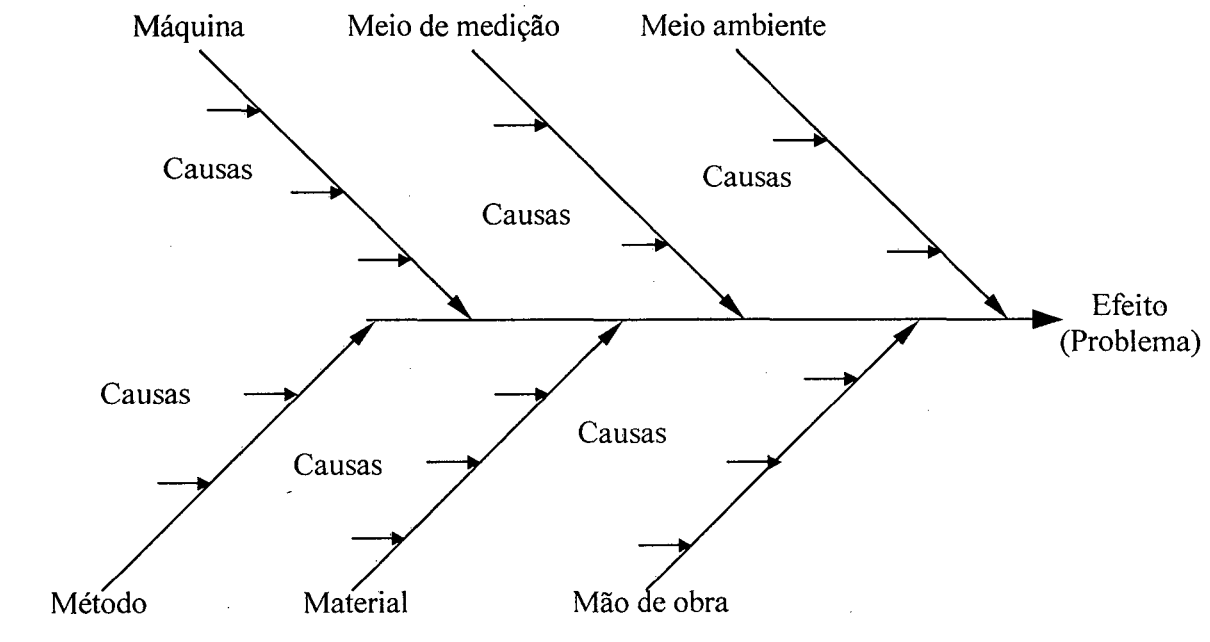 Máquina
Meio de medição
Meio ambiente
Causas
Causas
Causas
Efeito
(Problema)
Causas
Causas
Causas
Método
Material
Mão de obra